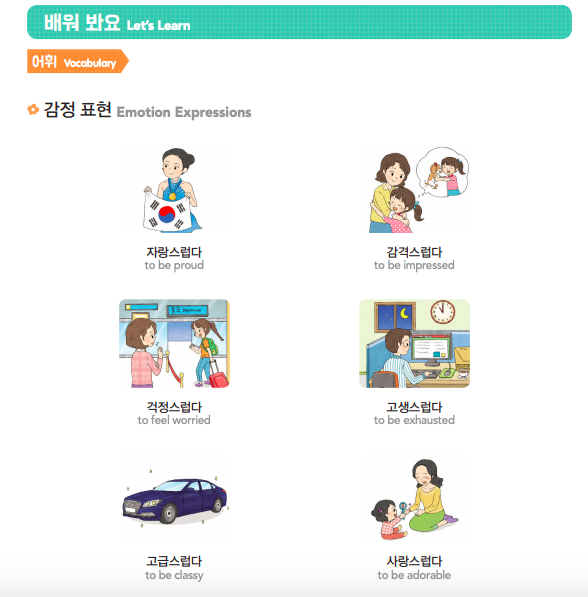 배워 봐요 Let's Learn
어휘 Vocabulary
감정 표현 Emotion Expressions
자랑스럽다
to be proud
감격스럽다
to be impressed
걱정스럽다
to feel worried
고생스럽다
to be exhausted
고급스럽다
to be classy
사랑스럽다
to be adorable